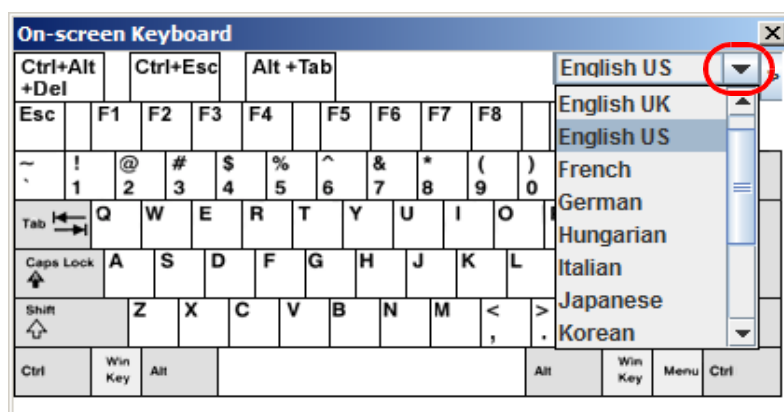 On-screen Keyboard
Ctrl+Alt +Del Ctrl+Esc Alt +Tab English US
Esc F1 F2 F3 F4 F5 F6 F7 F8
English UK
English US
French
German
Hungarian
Italian
Japanese
Korean
~ ! @ # $ % ^ & * ( )
` 1 2 3 4 5 6 7 8 9 0
Tab Q W E R T Y U I O
Caps Lock A S D F G H J K L
Shift Z X C V B N M < >
, .
Ctrl Win Key Alt Alt Win Key Menu Ctrl